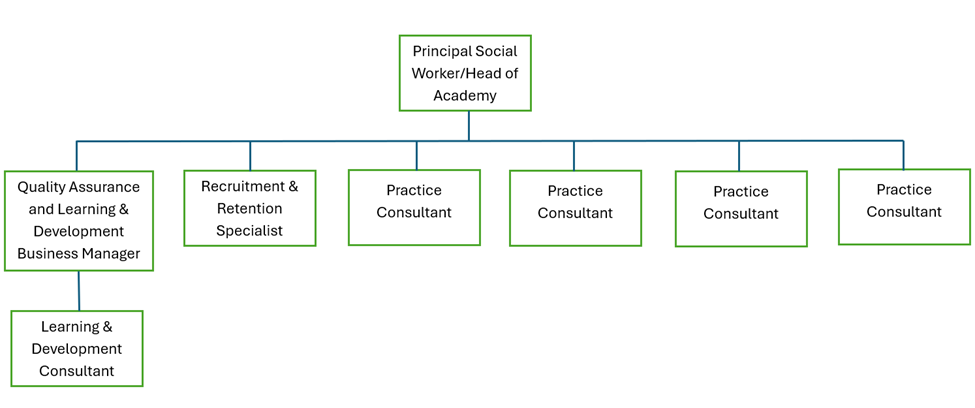 Principal Social
Worker/Head of
Academy
Quality Assurance
and Learning &
Development
Business Manager
Recruitment &
Retention
Specialist
Practice
Consultant
Practice
Consultant
Practice
Consultant
Practice
Consultant
Learning &
Development
Consultant